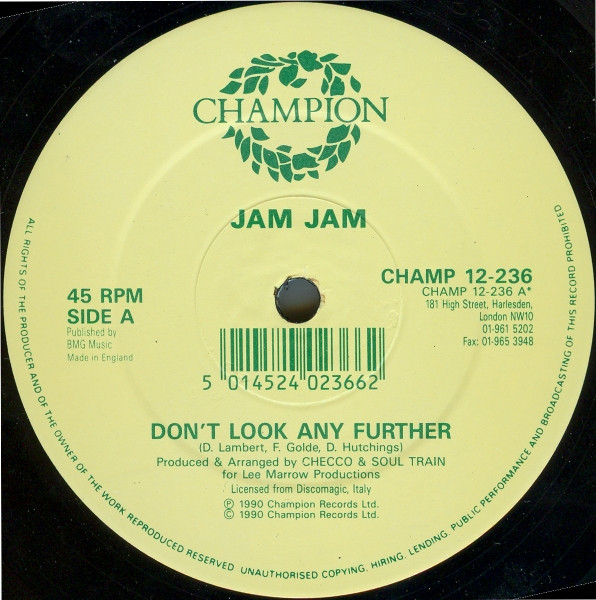 CHAMPION
JAM JAM
CHAMP 12-236
CHAMP 12-236 A*
181 High Street, Harlesden,
London NW10
01-961 5202
Fax: 01-965 3948
45 RPM
SIDE A
Published by
BMG Music
Made in England
5 014524 023662
DON'T LOOK ANY FURTHER
(D. Lambert, F. Golde, D. Hutchings)
Produced & Arranged by CHECCO & SOUL TRAIN
for Lee Marrow Productions
Licensed from Discomagic, Italy
Ⓟ 1990 Champion Records Ltd.
© 1990 Champion Records Ltd.
ALL RIGHTS OF THE PRODUCER AND OF THE OWNER OF THE WORK REPRODUCED RESERVED UNAUTHORISED COPYING. HIRING. LENDING. PUBLIC PERFORMANCE AND BROADCASTING OF THIS RECORD PROHIBITED